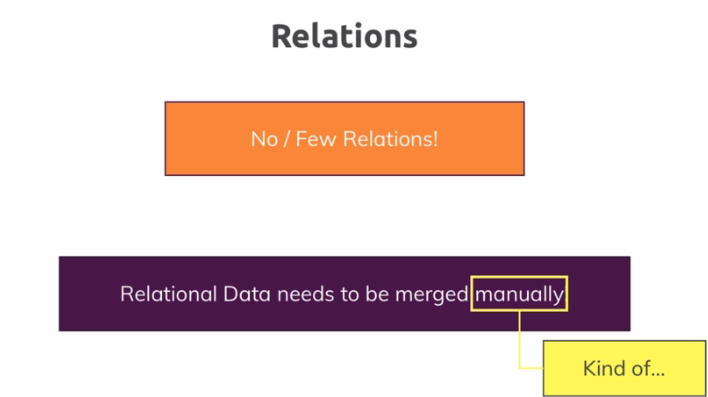 Relations
No / Few Relations!
Relational Data needs to be merged manually
Kind of...